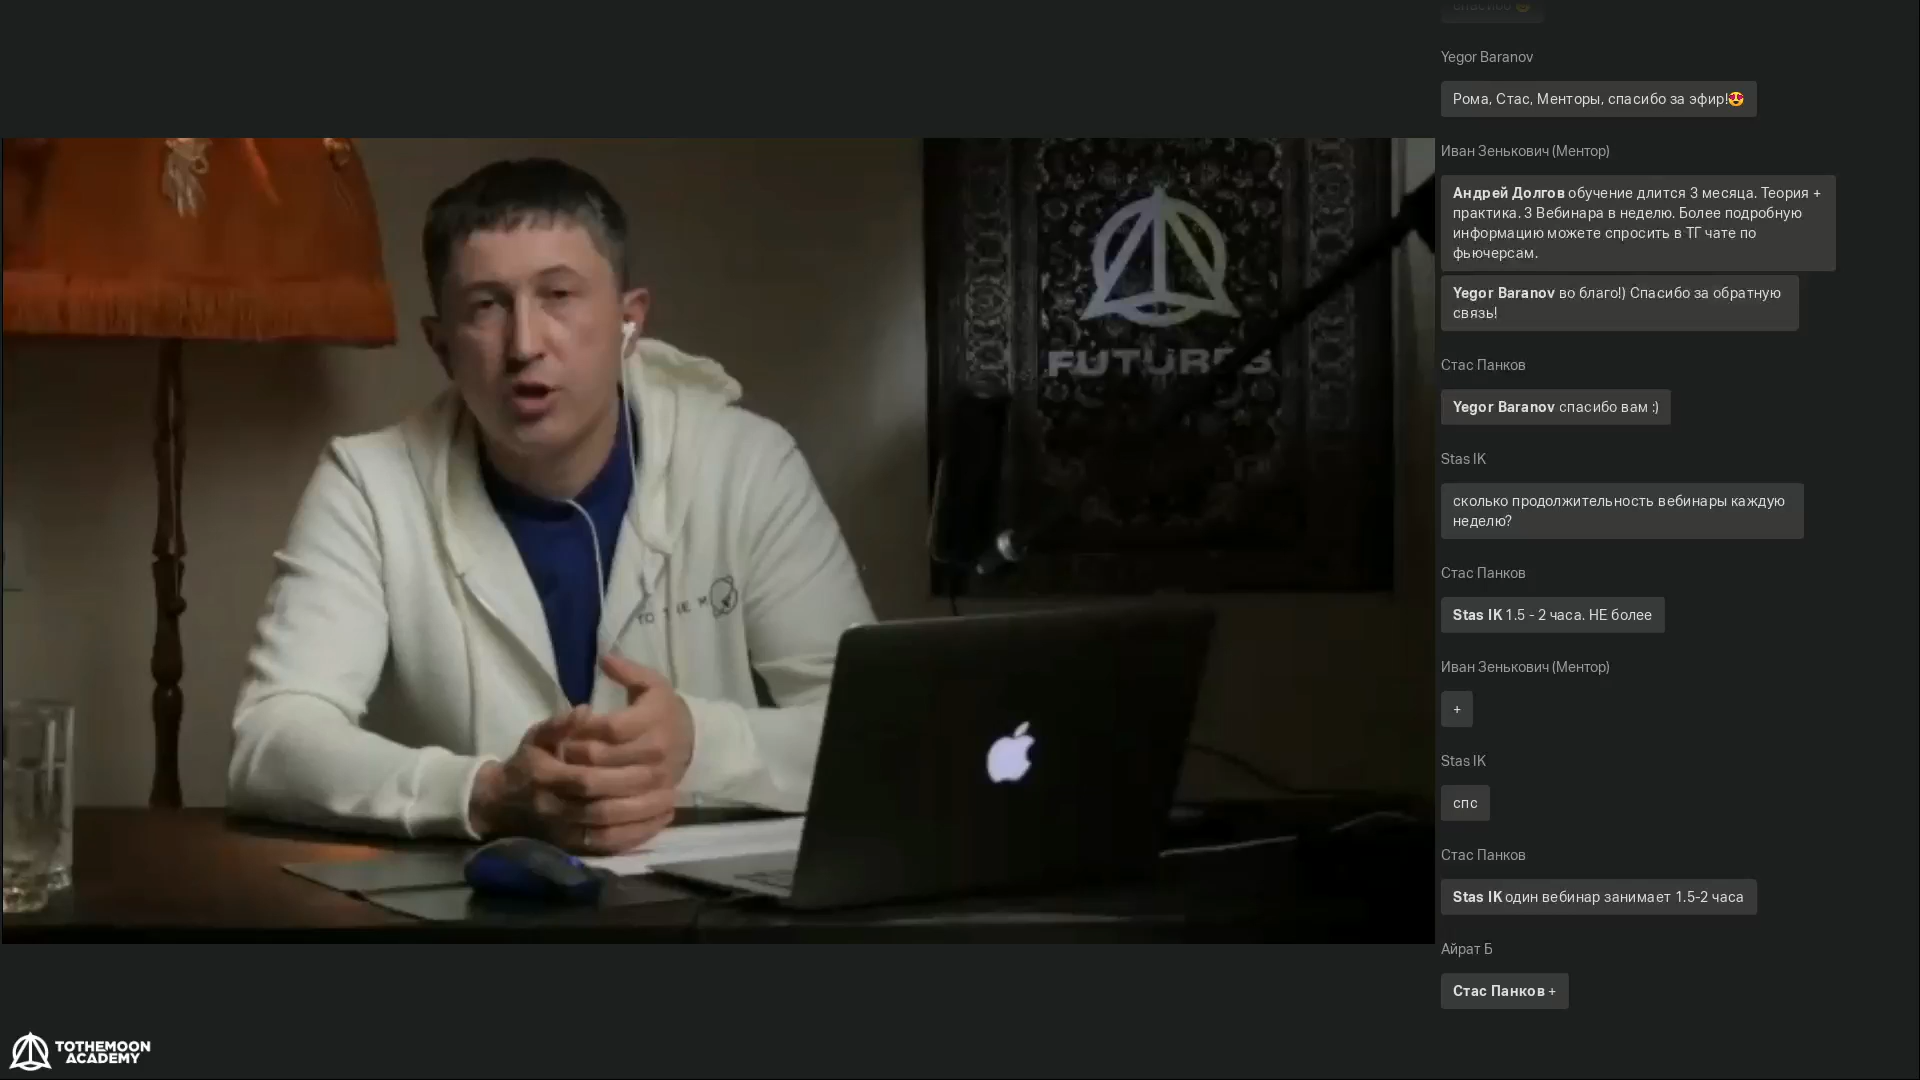 спасибо
Yegor Baranov
Рома, Стас, Менторы, спасибо за эфир!😍
Иван Зенькович (Ментор)
Андрей Долгов обучение длится 3 месяца. Теория +
практика. 3 Вебинара в неделю. Более подробную
информацию можете спросить в ТГ чате по
фьючерсам.
Yegor Baranov во благо!) Спасибо за обратную
связь!
Стас Панков
Yegor Baranov спасибо вам :)
Stas IK
сколько продолжительность вебинары каждую
неделю?
Стас Панков
Stas IK 1.5 - 2 часа. НЕ более
Иван Зенькович (Ментор)
+
Stas IK
спс
Стас Панков
Stas IK один вебинар занимает 1.5-2 часа
Айрат Б
Стас Панков +
FUTURES
TO THE M
TOTHEMOON
ACADEMY